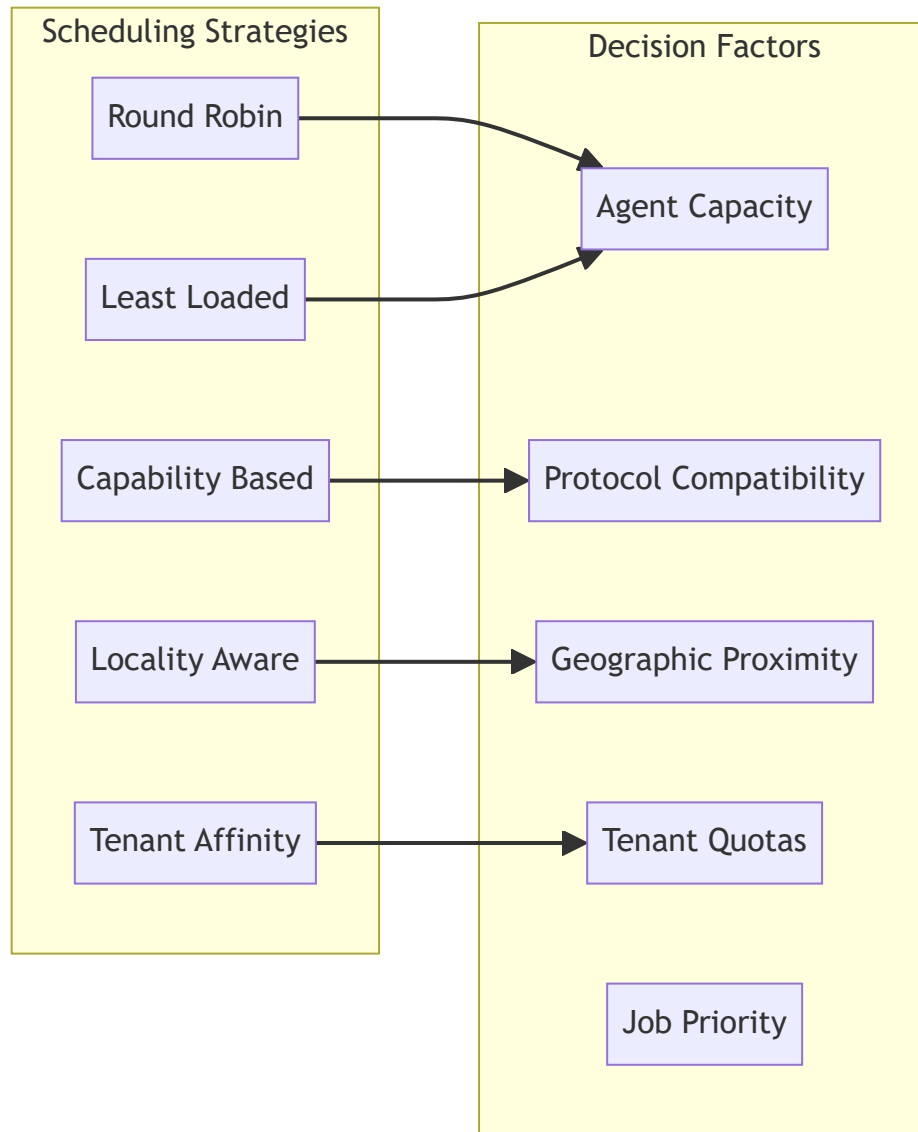 Scheduling Strategies
Round Robin
Least Loaded
Capability Based
Locality Aware
Tenant Affinity
Decision Factors
Agent Capacity
Protocol Compatibility
Geographic Proximity
Tenant Quotas
Job Priority